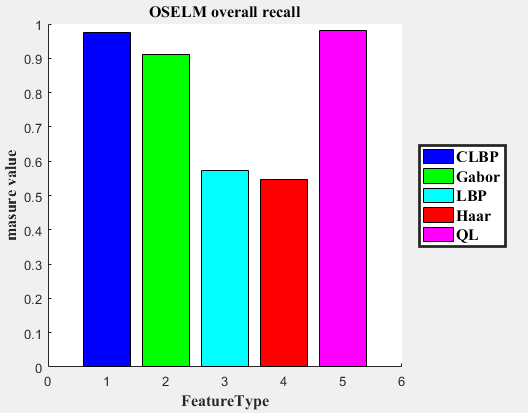 OSELM overall recall
masure value
1
0.9
0.8
0.7
0.6
0.5
0.4
0.3
0.2
0.1
0
0 1 2 3 4 5 6
FeatureType
CLBP
Gabor
LBP
Haar
QL